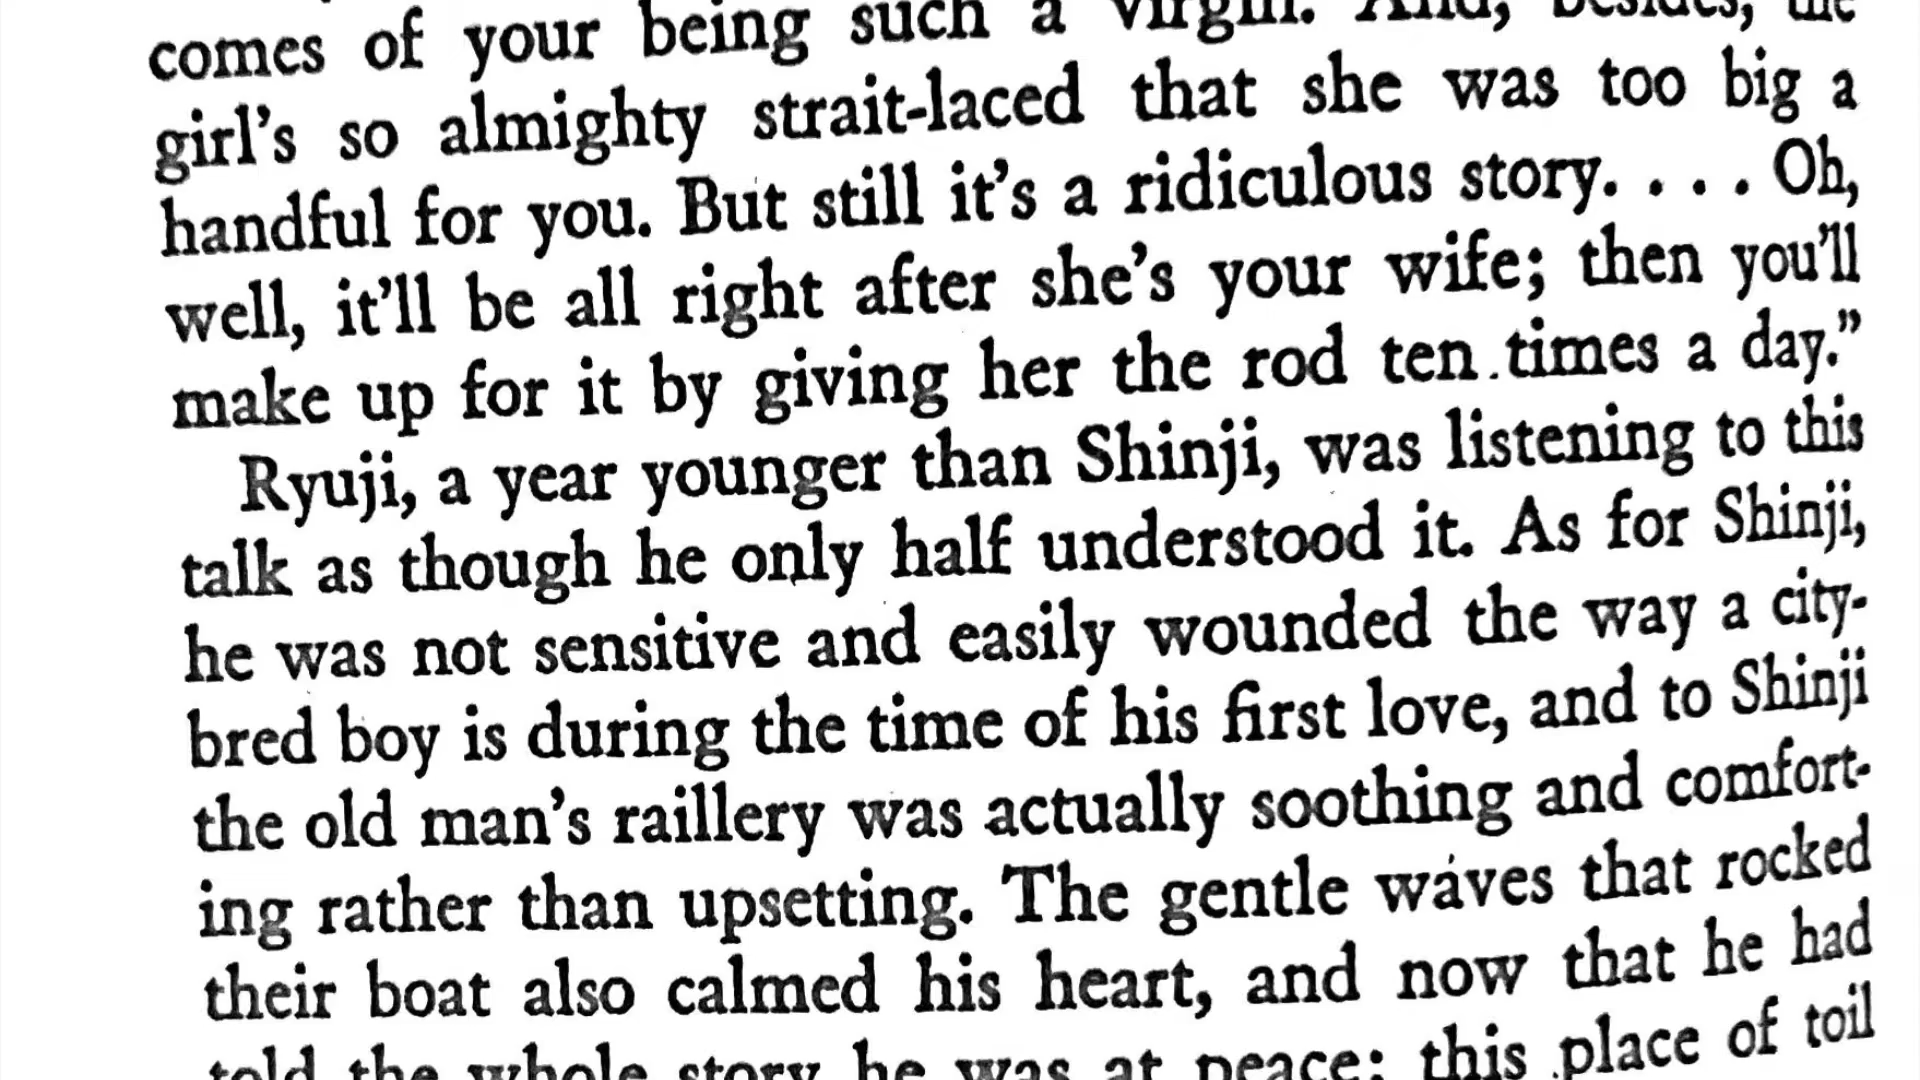 comes of your being such a virgin. And, besides, the
girl's so almighty strait-laced that she was too big a
handful for you. But still it's a ridiculous story. . . . Oh,
well, it'll be all right after she's your wife; then you'll
make up for it by giving her the rod ten times a day.”
Ryuji, a year younger than Shinji, was listening to this
talk as though he only half understood it. As for Shinji,
he was not sensitive and easily wounded the way a city-
bred boy is during the time of his first love, and to Shinji
the old man's raillery was actually soothing and comfort-
ing rather than upsetting. The gentle waves that rocked
their boat also calmed his heart, and now that he had
told the whole story he was at peace; this place of toil